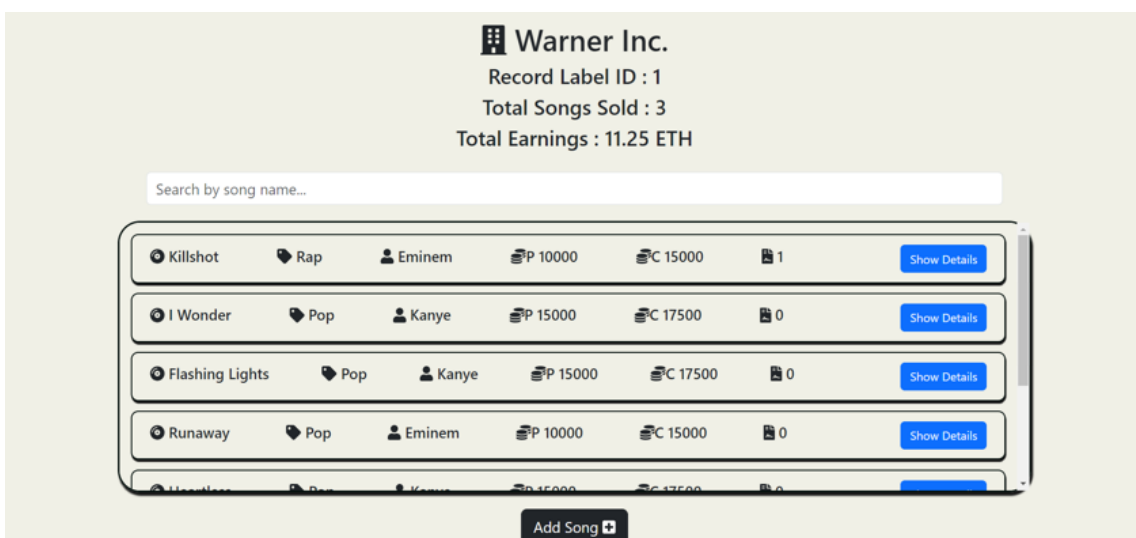 Warner Inc.
Record Label ID : 1
Total Songs Sold : 3
Total Earnings : 11.25 ETH
Search by song name...
Killshot Rap Eminem P 10000 C 15000 1 Show Details
I Wonder Pop Kanye P 15000 C 17500 0 Show Details
Flashing Lights Pop Kanye P 15000 C 17500 0 Show Details
Runaway Pop Eminem P 10000 C 15000 0 Show Details
Add Song